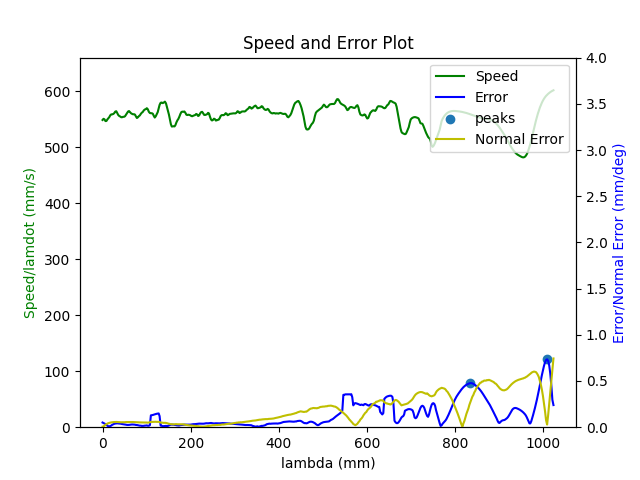 Speed and Error Plot
Speed
Error
peaks
Normal Error
Speed/lamdot (mm/s)
600
500
400
300
200
100
0
4.0
3.5
3.0
2.5
2.0
1.5
1.0
0.5
0.0
Error/Normal Error (mm/deg)
0 200 400 600 800 1000
lambda (mm)